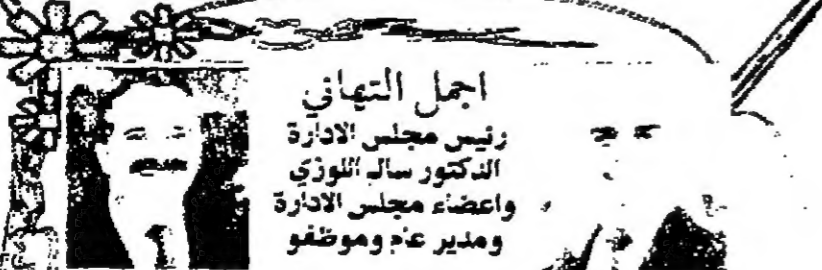 اجمل التهاني
رئيس مجلس الادارة
الدكتور سالم اللوزي
واعضاء مجلس الادارة
ومدير عام وموظفو